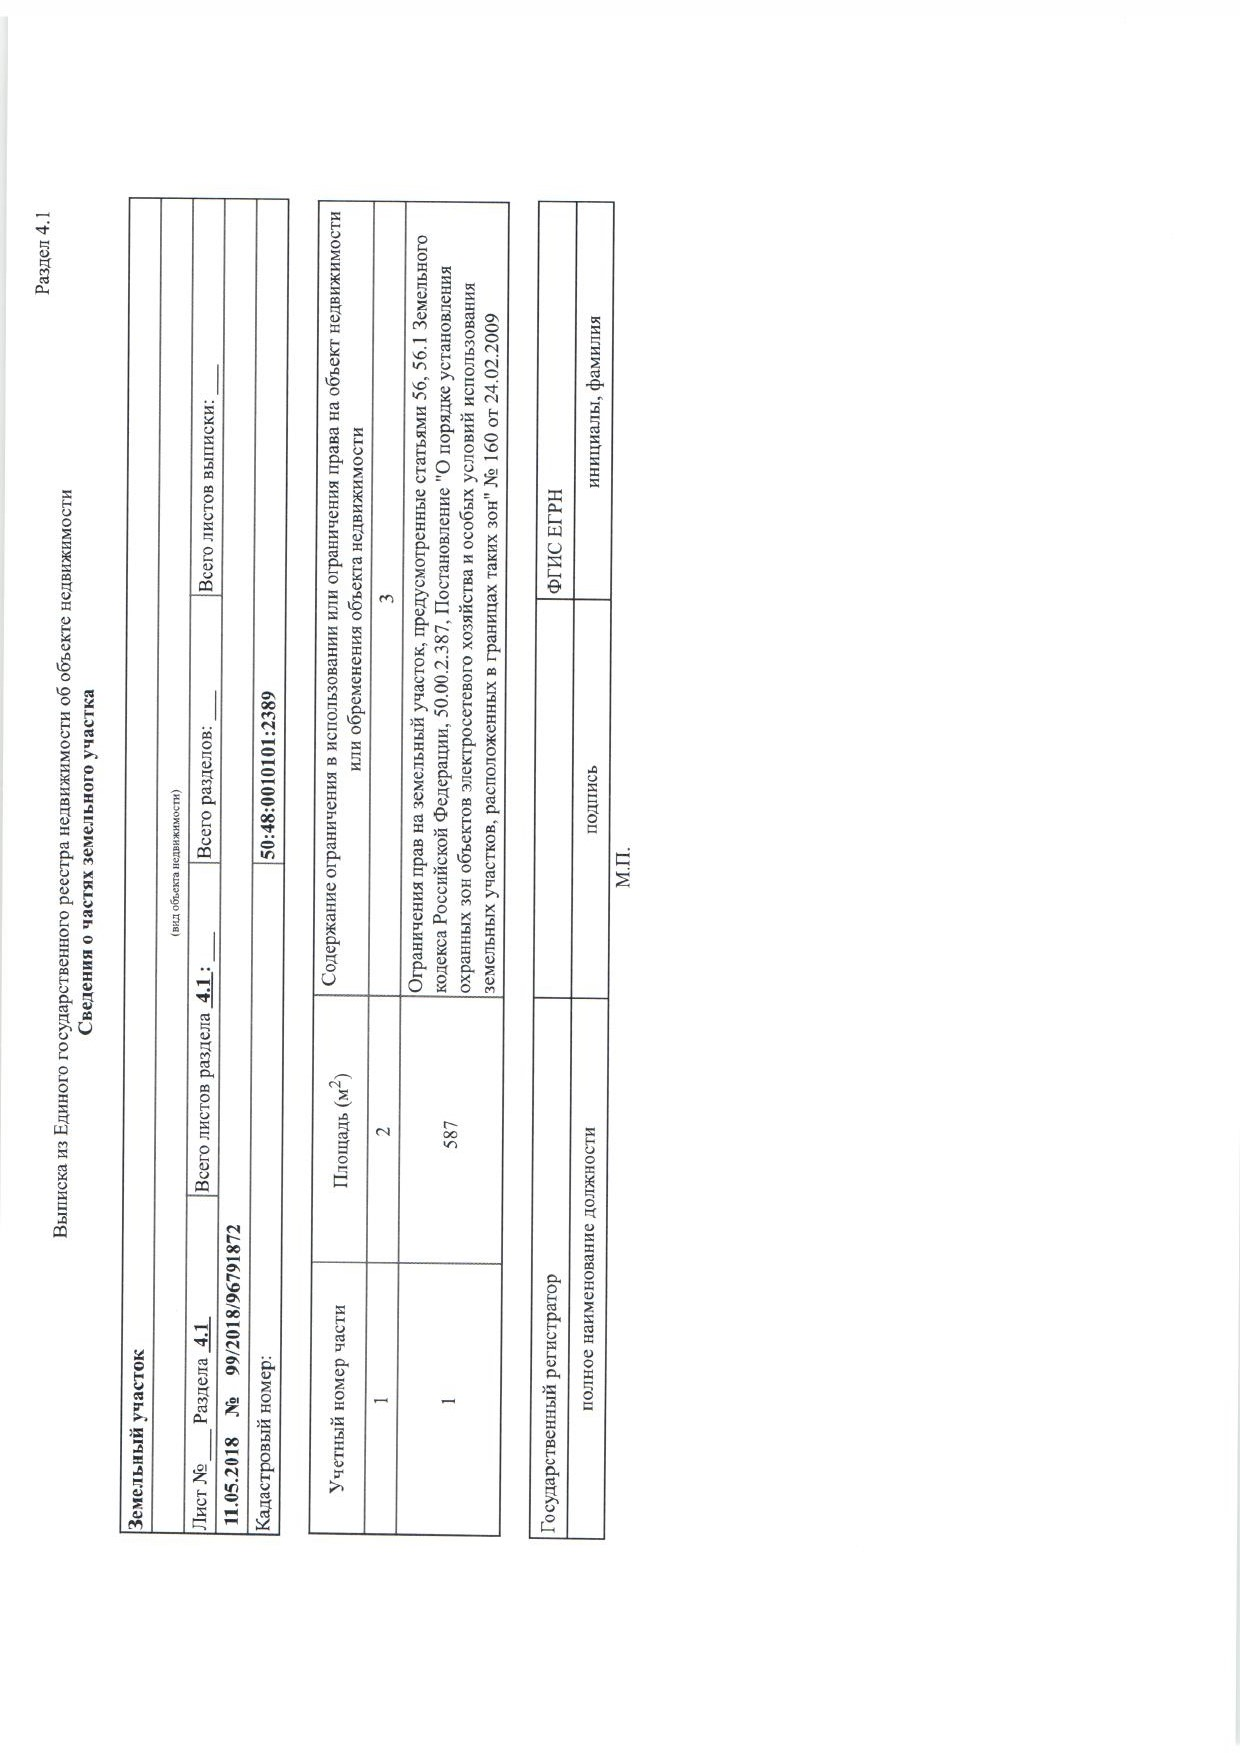 Раздел 4.1
Выписка из Единого государственного реестра недвижимости об объекте недвижимости
Сведения о частях земельного участка
Земельный участок
(вид объекта недвижимости)
Лист № ___ Раздела 4.1 Всего листов раздела 4.1 : ___ Всего разделов: ___ Всего листов выписки: ___
11.05.2018 № 99/2018/96791872
Кадастровый номер: 50:48:0010101:2389
Учетный номер части Площадь (м2) Содержание ограничения в использовании или ограничения права на объект недвижимости
или обременения объекта недвижимости
1 2 3
1 587 Ограничения прав на земельный участок, предусмотренные статьями 56, 56.1 Земельного
кодекса Российской Федерации, 50.00.2.387, Постановление "О порядке установления
охранных зон объектов электросетевого хозяйства и особых условий использования
земельных участков, расположенных в границах таких зон" № 160 от 24.02.2009
Государственный регистратор ФГИС ЕГРН
полное наименование должности подпись инициалы, фамилия
М.П.